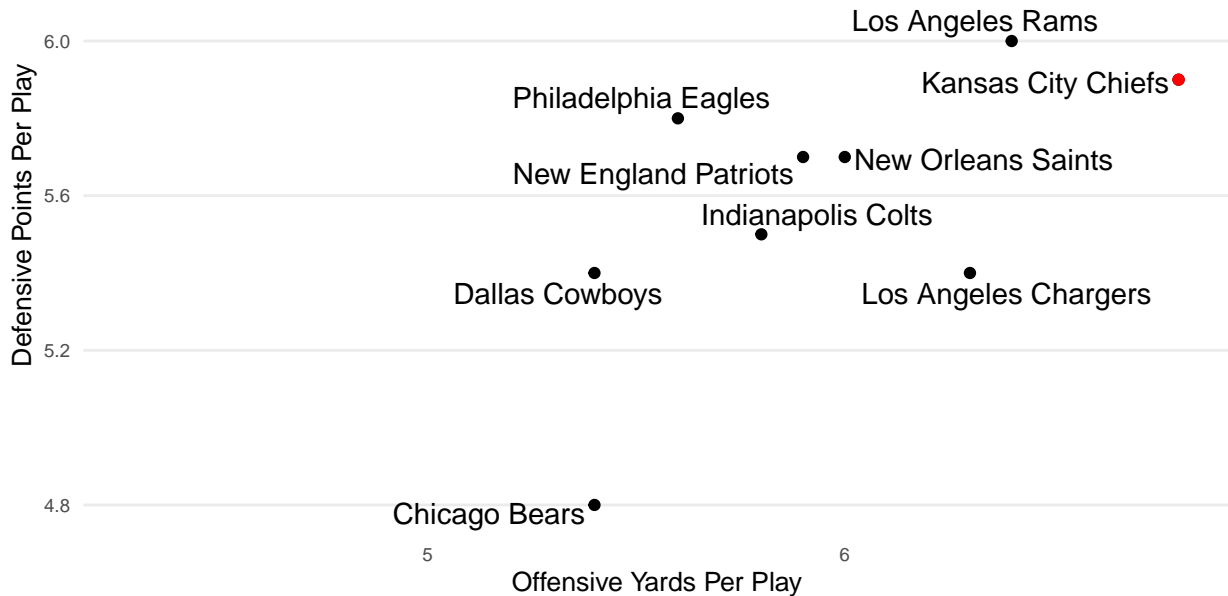 Los Angeles Rams
6.0
Kansas City Chiefs
Philadelphia Eagles
New England Patriots
New Orleans Saints
5.6
Indianapolis Colts
Dallas Cowboys
Los Angeles Chargers
5.2
4.8
Chicago Bears
5
6
Offensive Yards Per Play
Defensive Points Per Play